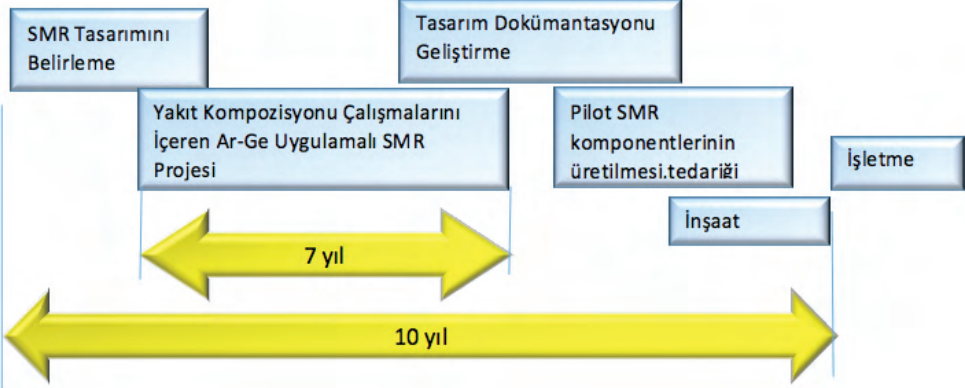 SMR Tasarımını
Belirleme
Tasarım Dokümantasyonu
Geliştirme
Yakıt Kompozisyonu Çalışmalarını
İçeren Ar-Ge Uygulamalı SMR
Projesi
Pilot SMR
komponentlerinin
üretilmesi.tedariği
İşletme
İnşaat
7 yıl
10 yıl